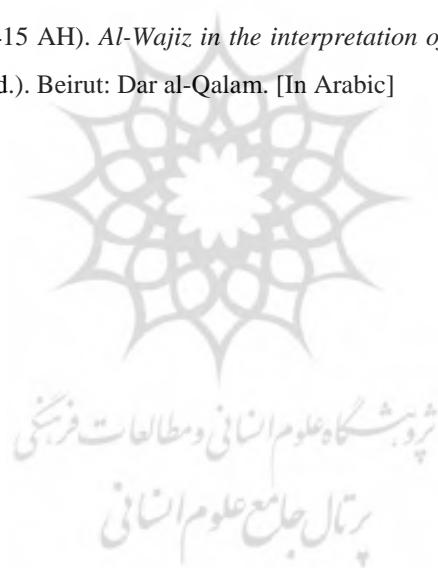 15 AH). Al-Wajiz in the interpretation of
d.). Beirut: Dar al-Qalam. [In Arabic]
پژوهشگاه علوم انسانی و مطالعات فرهنگی
پرتال جامع علوم انسانی